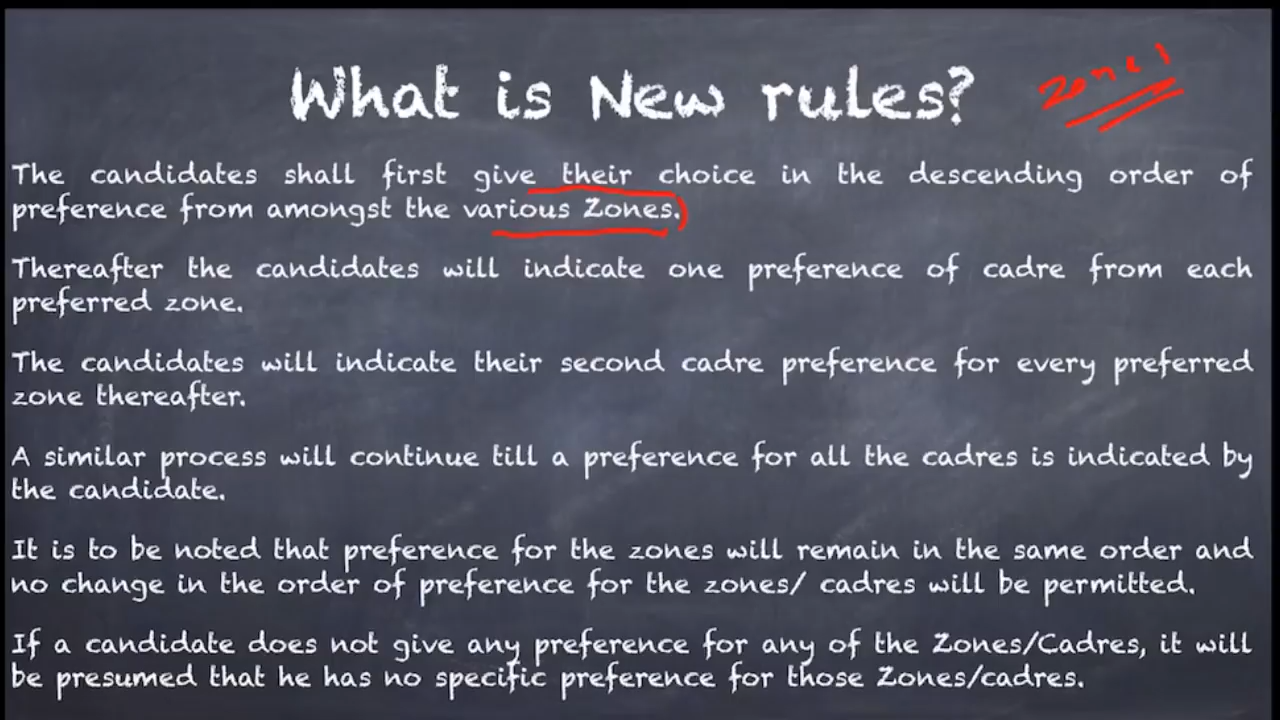 What is New rules?
Zone 1
The candidates shall first give their choice in the descending order of
preference from amongst the various Zones.
Thereafter the candidates will indicate one preference of cadre from each
preferred zone.
The candidates will indicate their second cadre preference for every preferred
zone thereafter.
A similar process will continue till a preference for all the cadres is indicated by
the candidate.
It is to be noted that preference for the zones will remain in the same order and
no change in the order of preference for the zones/ cadres will be permitted.
If a candidate does not give any preference for any of the Zones/Cadres, it will
be presumed that he has no specific preference for those Zones/cadres.